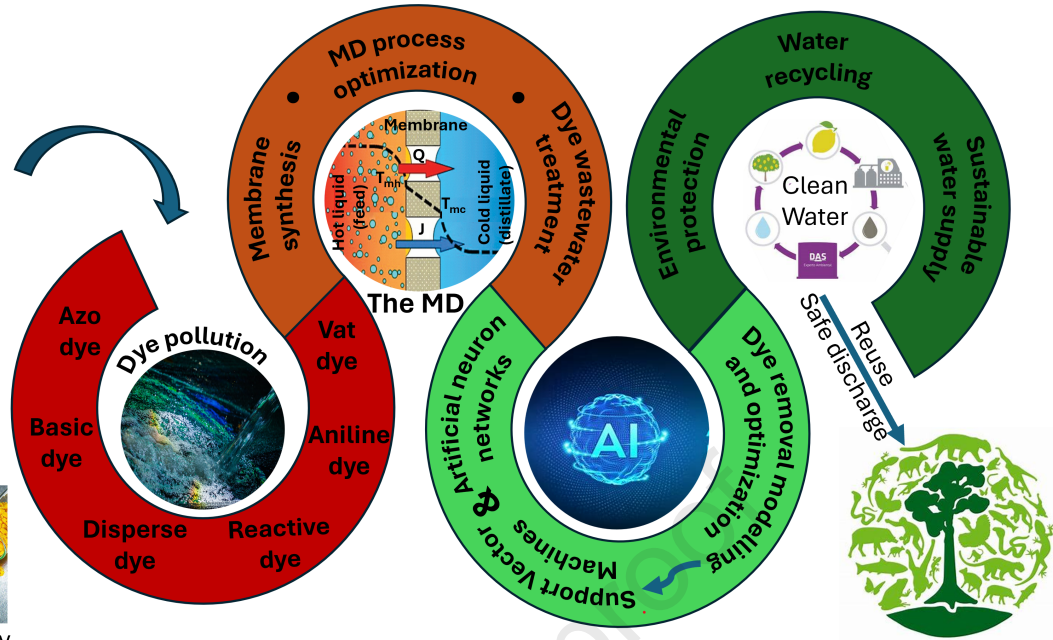 Azo
dye
Basic
dye
Disperse
dye
Reactive
dye
Aniline
dye
Vat
dye
Dye pollution
Membrane
synthesis
•
MD process
optimization
•
Dye wastewater
treatment
Membrane
Q
Tmh
Tmc
J
Hot liquid
(feed)
Cold liquid
(distillate)
The MD
Artificial neuron
networks
&
Support Vector
Machines
AI
Dye removal modelling
and optimization
Environmental
protection
Water
recycling
Sustainable
water supply
Clean
Water
DAS
Reuse
Safe discharge